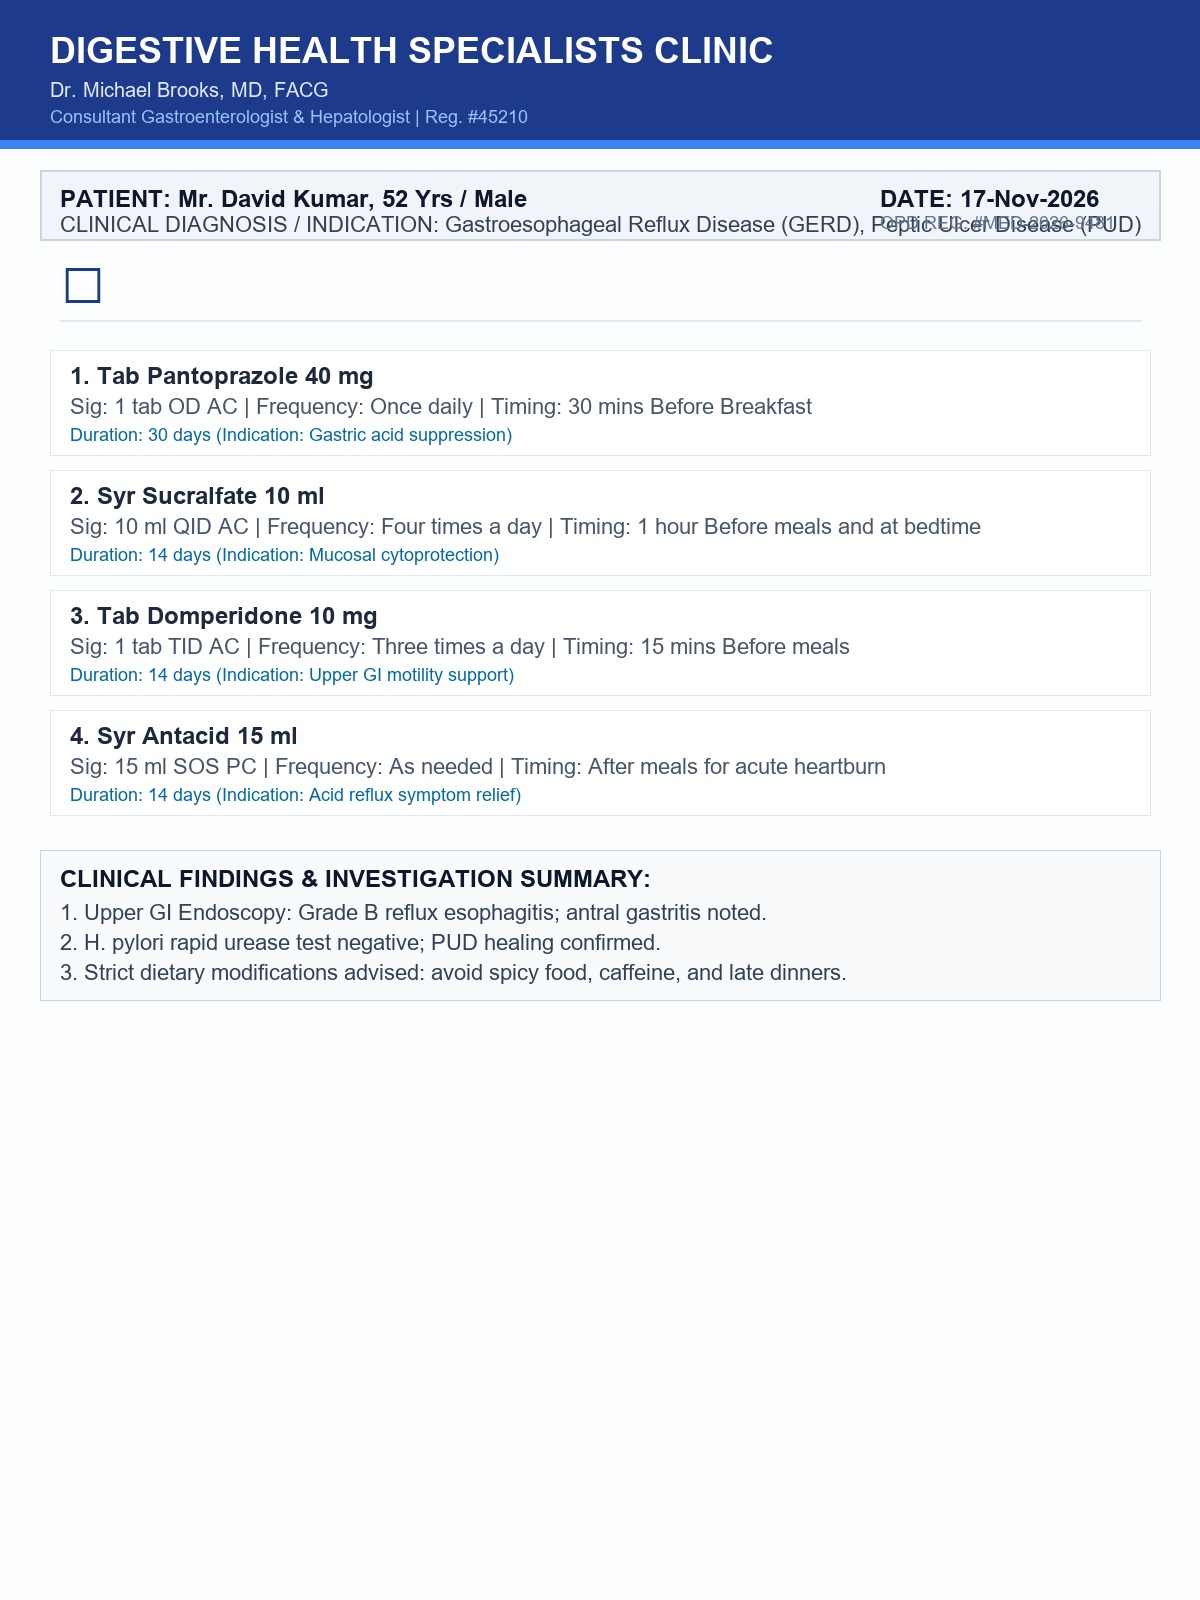 DIGESTIVE HEALTH SPECIALISTS CLINIC
Dr. Michael Brooks, MD, FACG
Consultant Gastroenterologist & Hepatologist | Reg. #45210
PATIENT: Mr. David Kumar, 52 Yrs / Male
DATE: 17-Nov-2026
CLINICAL DIAGNOSIS / INDICATION: Gastroesophageal Reflux Disease (GERD), Peptic Ulcer Disease (PUD)
1. Tab Pantoprazole 40 mg
Sig: 1 tab OD AC | Frequency: Once daily | Timing: 30 mins Before Breakfast
Duration: 30 days (Indication: Gastric acid suppression)
2. Syr Sucralfate 10 ml
Sig: 10 ml QID AC | Frequency: Four times a day | Timing: 1 hour Before meals and at bedtime
Duration: 14 days (Indication: Mucosal cytoprotection)
3. Tab Domperidone 10 mg
Sig: 1 tab TID AC | Frequency: Three times a day | Timing: 15 mins Before meals
Duration: 14 days (Indication: Upper GI motility support)
4. Syr Antacid 15 ml
Sig: 15 ml SOS PC | Frequency: As needed | Timing: After meals for acute heartburn
Duration: 14 days (Indication: Acid reflux symptom relief)
CLINICAL FINDINGS & INVESTIGATION SUMMARY:
1. Upper GI Endoscopy: Grade B reflux esophagitis; antral gastritis noted.
2. H. pylori rapid urease test negative; PUD healing confirmed.
3. Strict dietary modifications advised: avoid spicy food, caffeine, and late dinners.